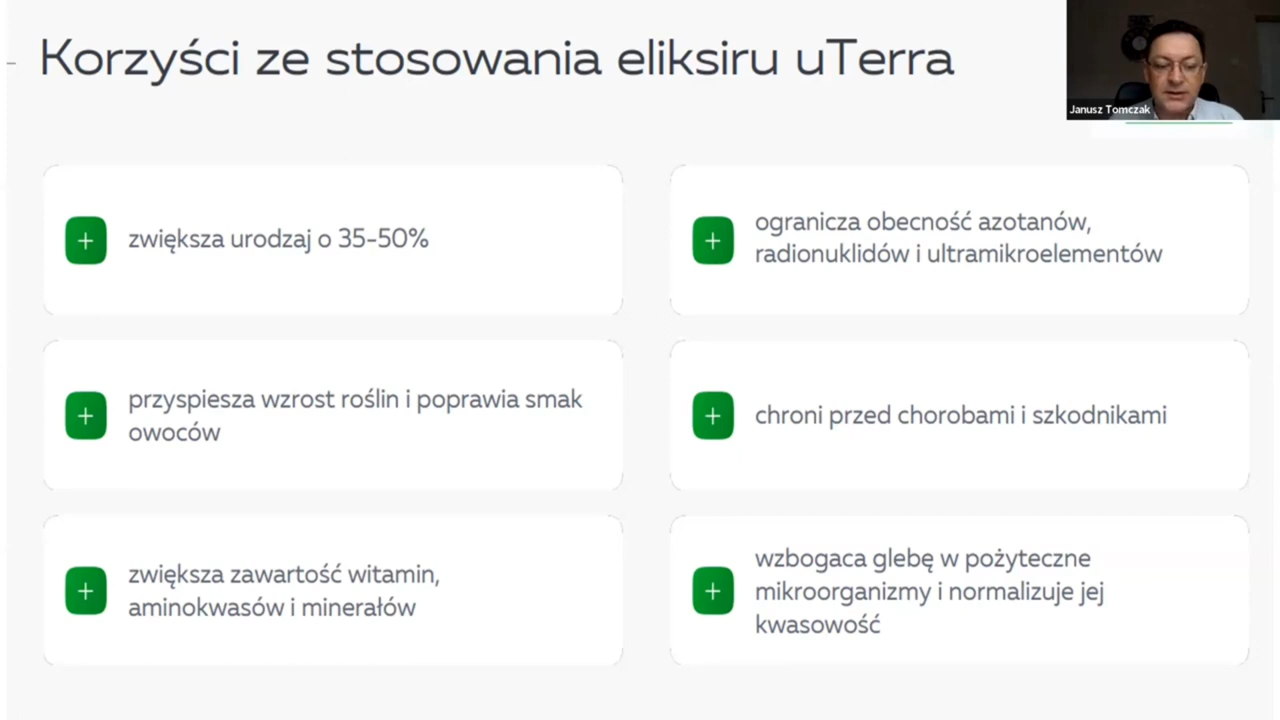 Korzyści ze stosowania eliksiru uTerra
Janusz Tomczak
zwiększa urodzaj o 35-50%
ogranicza obecność azotanów,
radionuklidów i ultramikroelementów
przyspiesza wzrost roślin i poprawia smak
owoców
chroni przed chorobami i szkodnikami
zwiększa zawartość witamin,
aminokwasów i minerałów
wzbogaca glebę w pożyteczne
mikroorganizmy i normalizuje jej
kwasowość